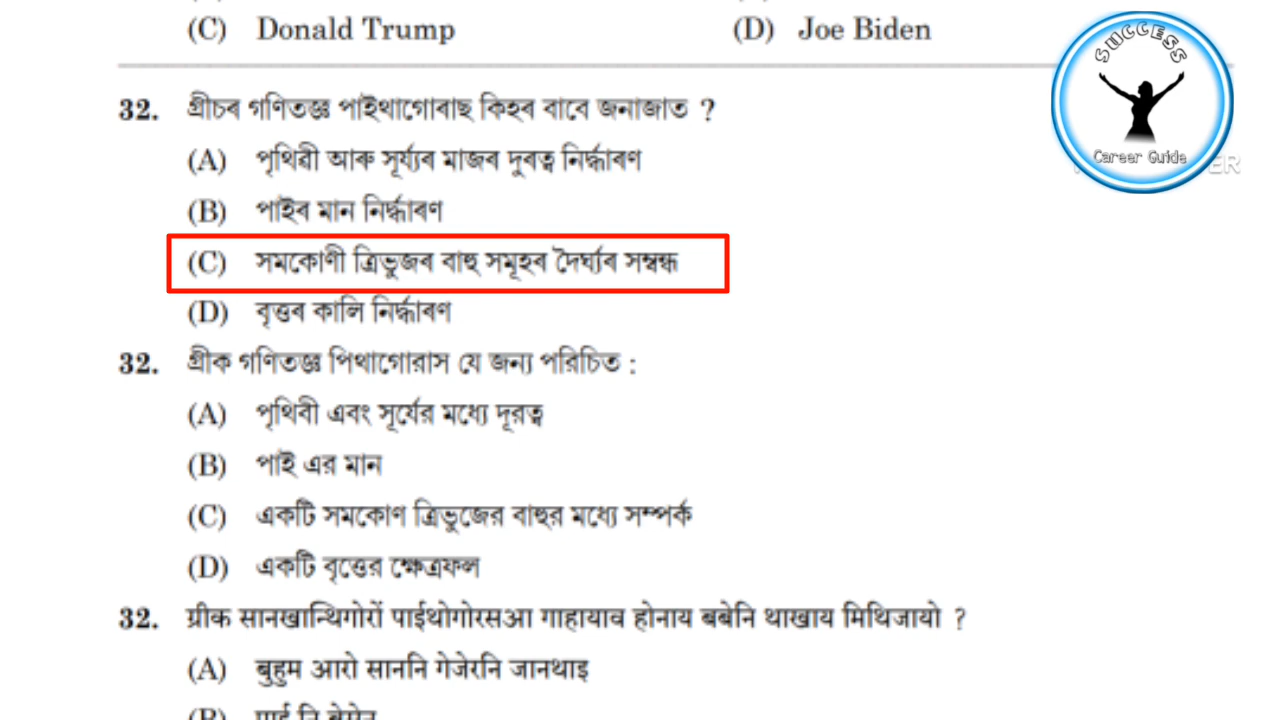 (C) Donald Trump (D) Joe Biden
SUCCESS
Career Guide
32. গ্ৰীচৰ গণিতজ্ঞ পাইথাগোৰাছ কিহৰ বাবে জনাজাত ?
(A) পৃথিৱী আৰু সূৰ্য্যৰ মাজৰ দুৰত্ব নিৰ্দ্ধাৰণ
(B) পাইৰ মান নিৰ্দ্ধাৰণ
(C) সমকোণী ত্ৰিভুজৰ বাহু সমূহৰ দৈৰ্ঘ্যৰ সম্বন্ধ
(D) বৃত্তৰ কালি নিৰ্দ্ধাৰণ
32. গ্রীক গণিতজ্ঞ পিথাগোরাস যে জন্য পরিচিত :
(A) পৃথিবী এবং সূর্যের মধ্যে দূরত্ব
(B) পাই এর মান
(C) একটি সমকোণ ত্রিভুজের বাহুর মধ্যে সম্পর্ক
(D) একটি বৃত্তের ক্ষেত্রফল
32. ग्रीक सानखान्थिगोरों पाईथोगोरसआ गाहायाव होनाय बबेनि थाखाय मिथिजायो ?
(A) बुहुम आरो साननि गेजेरनि जानथाइ